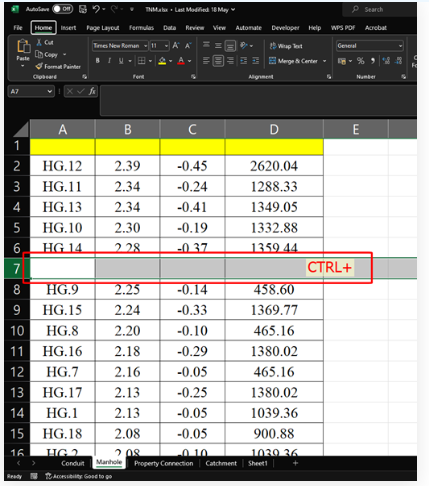 AutoSave Off TNM.xlsx • Last Modified: 18 May Search
File Home Insert Page Layout Formulas Data Review View Automate Developer Help WPS PDF Acrobat
Paste
Cut
Copy
Format Painter
Clipboard
Times New Roman 11
B I U
Font
Wrap Text
Merge & Center
Alignment
General
Number
A7 fx
A B C D E
1
2 HG.12 2.39 -0.45 2620.04
3 HG.11 2.34 -0.24 1288.33
4 HG.13 2.34 -0.41 1349.05
5 HG.10 2.30 -0.19 1332.88
6 HG.14 2.28 -0.37 1359.44
7 CTRL+
8 HG.9 2.25 -0.14 458.60
9 HG.15 2.24 -0.33 1369.77
10 HG.8 2.20 -0.10 465.16
11 HG.16 2.18 -0.29 1380.02
12 HG.7 2.16 -0.05 465.16
13 HG.17 2.13 -0.25 1380.02
14 HG.1 2.13 -0.05 1039.36
15 HG.18 2.08 -0.05 900.88
16 HG.2 2.08 -0.10 1039.36
Conduit Manhole Property Connection Catchment Sheet1 +
Ready Accessibility: Good to go